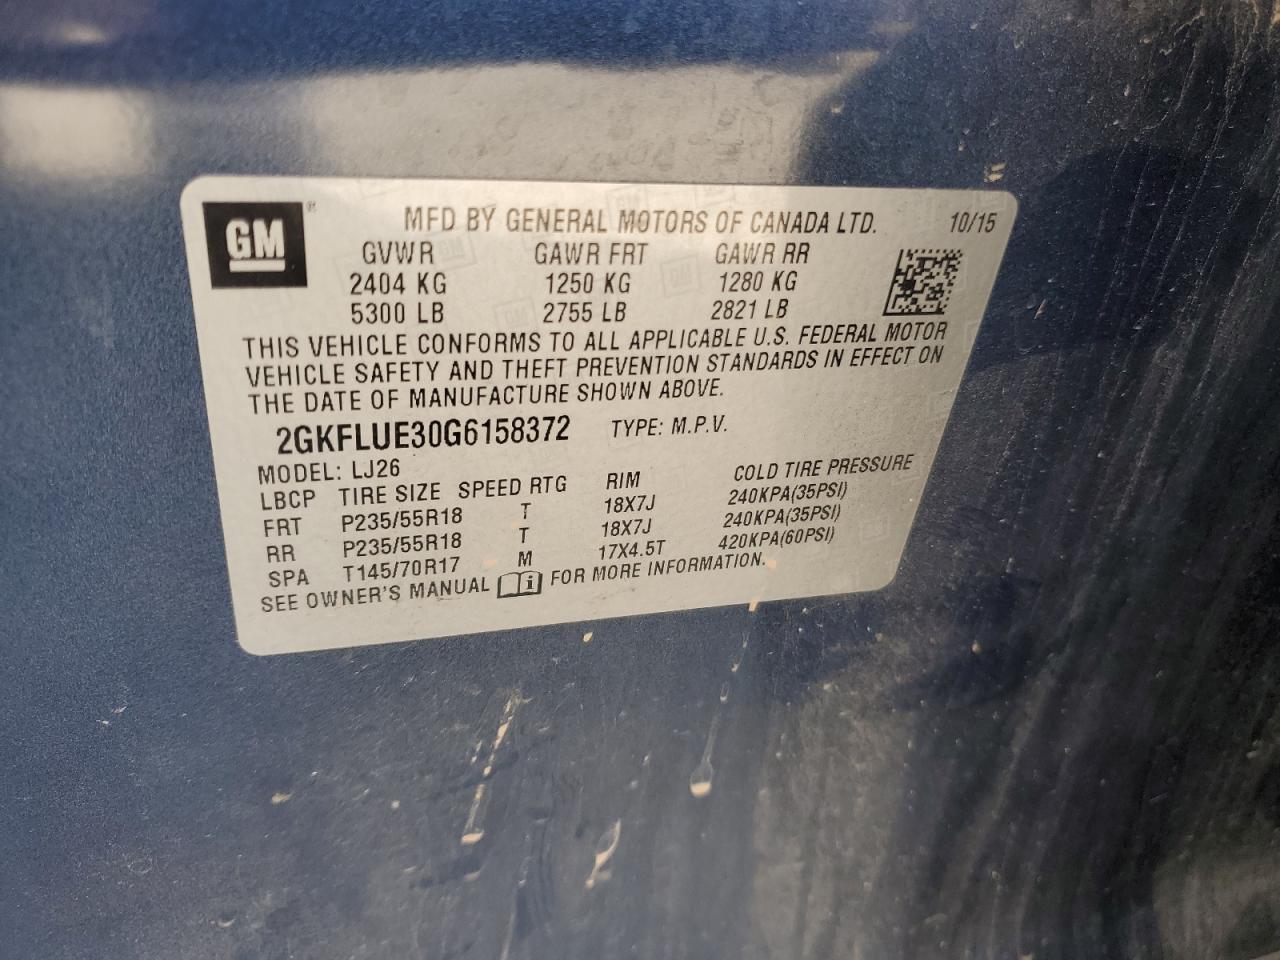 GM ® MFD BY GENERAL MOTORS OF CANADA LTD. 10/15
GVWR GAWR FRT GAWR RR
2404 KG 1250 KG 1280 KG
5300 LB 2755 LB 2821 LB
THIS VEHICLE CONFORMS TO ALL APPLICABLE U.S. FEDERAL MOTOR
VEHICLE SAFETY AND THEFT PREVENTION STANDARDS IN EFFECT ON
THE DATE OF MANUFACTURE SHOWN ABOVE.
2GKFLUE30G6158372 TYPE: M.P.V.
MODEL: LJ26
LBCP TIRE SIZE SPEED RTG RIM COLD TIRE PRESSURE
FRT P235/55R18 T 18X7J 240KPA(35PSI)
RR P235/55R18 T 18X7J 240KPA(35PSI)
SPA T145/70R17 M 17X4.5T 420KPA(60PSI)
SEE OWNER'S MANUAL FOR MORE INFORMATION.